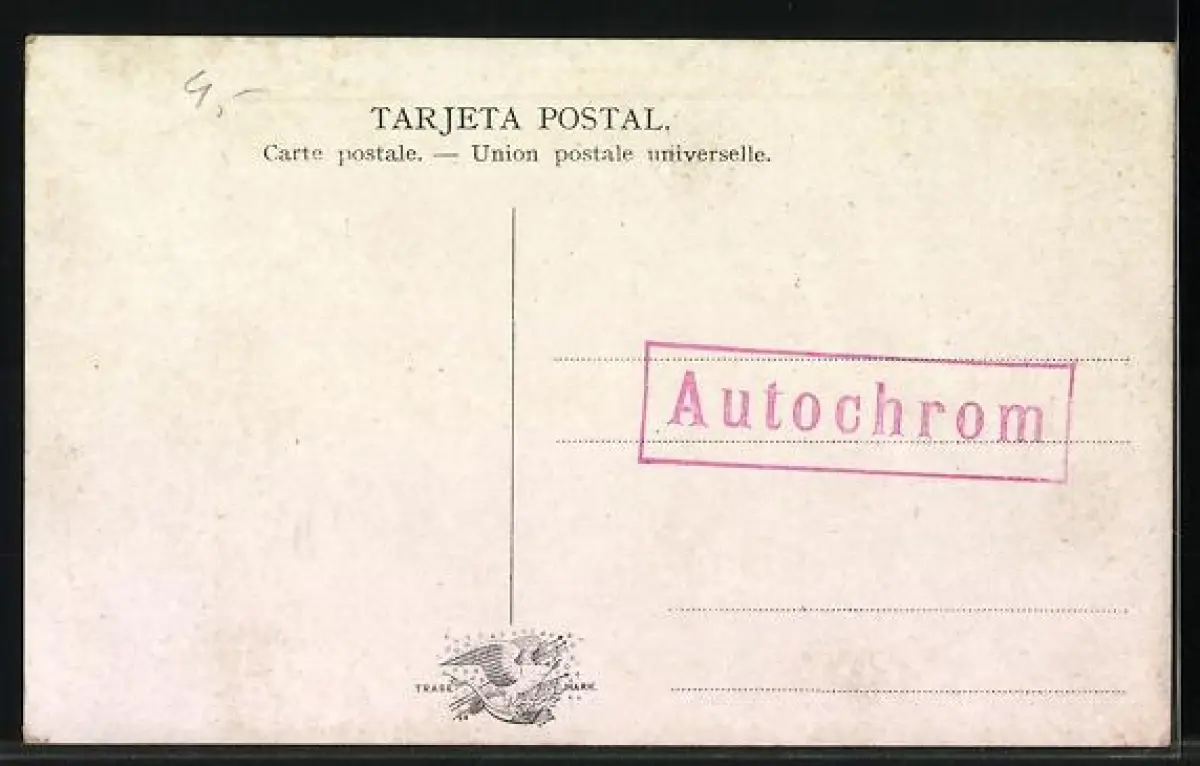 4,-
TARJETA POSTAL.
Carte postale. — Union postale universelle.
Autochrom
TRADE MARK.